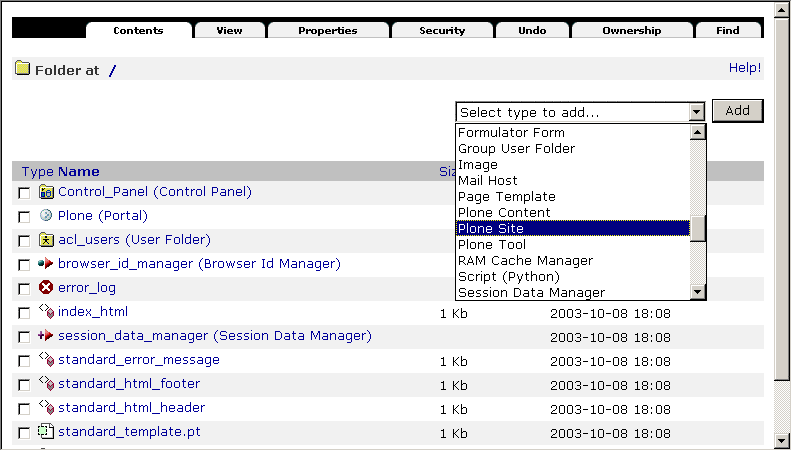 Contents View Properties Security Undo Ownership Find
Folder at /
Help!
Select type to add... Add
Formulator Form
Group User Folder
Image
Mail Host
Page Template
Plone Content
Plone Site
Plone Tool
RAM Cache Manager
Script (Python)
Session Data Manager
Type Name
Control_Panel (Control Panel)
Plone (Portal)
acl_users (User Folder)
browser_id_manager (Browser Id Manager)
error_log
index_html 1 Kb 2003-10-08 18:08
session_data_manager (Session Data Manager) 2003-10-08 18:08
standard_error_message 1 Kb 2003-10-08 18:08
standard_html_footer 1 Kb 2003-10-08 18:08
standard_html_header 1 Kb 2003-10-08 18:08
standard_template.pt 1 Kb 2003-10-08 18:08